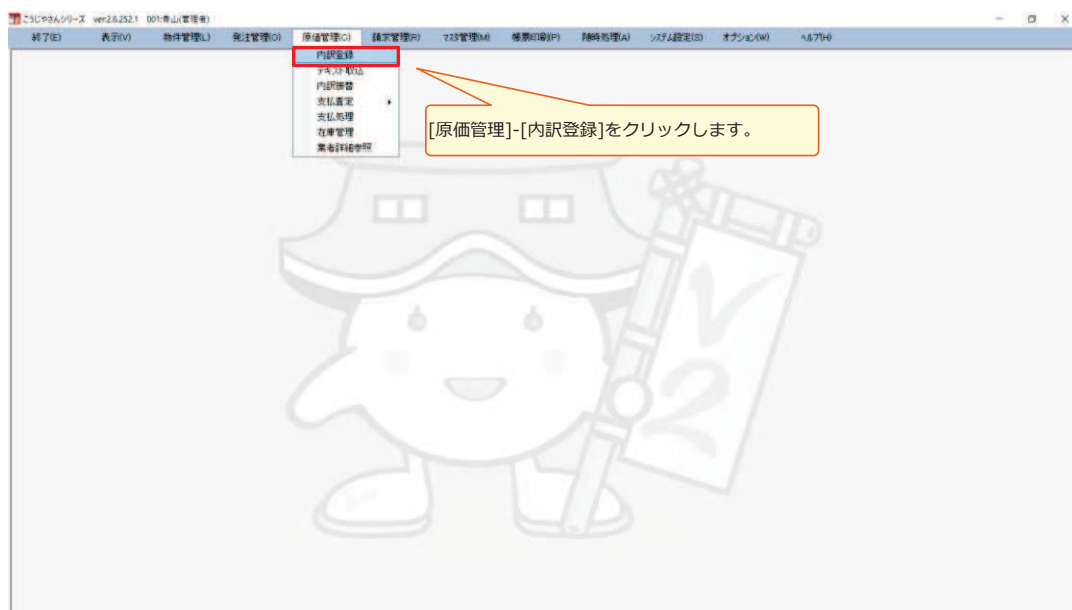 こうじやさんシリーズ ver.2.6.252.1 001:青山(管理者)
終了(E) 表示(V) 物件管理(L) 発注管理(O) 原価管理(C) 請求管理(R) マスタ管理(M) 帳票印刷(P) 随時処理(A) システム設定(S) オプション(W) ヘルプ(H)
内訳登録
テキスト取込
内訳振替
支払査定
支払処理
在庫管理
業者詳細参照
[原価管理]-[内訳登録]をクリックします。
V2